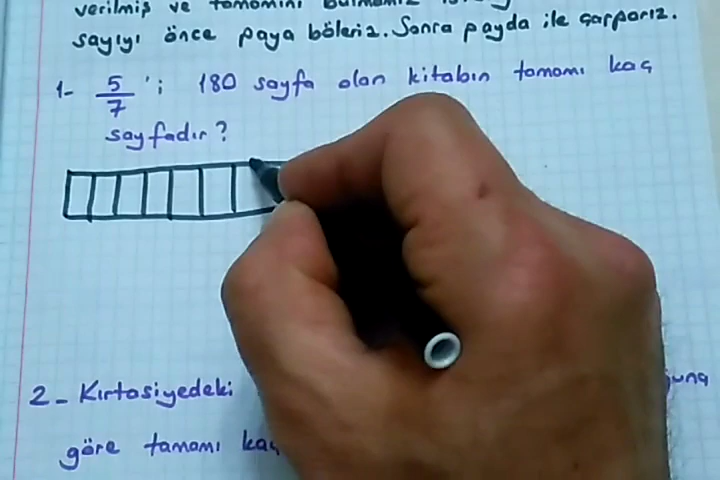 verilmiş ve tamamını
sayıyı önce paya böleriz. Sonra payda ile çarparız.
1- 5/7'i 180 sayfa olan kitabın tamamı kaç
sayfadır?
2- Kırtasiyedeki
göre tamamı